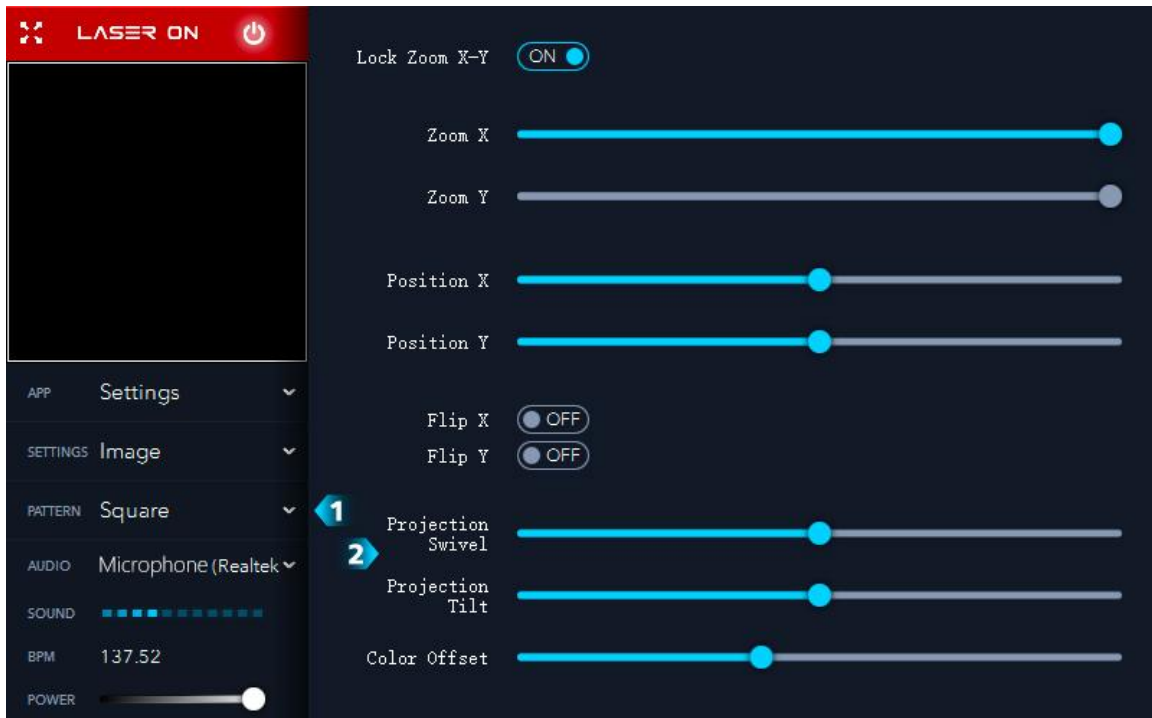 LASER ON
Lock Zoom X-Y ON
Zoom X
Zoom Y
Position X
Position Y
APP Settings
Flip X OFF
SETTINGS Image
Flip Y OFF
PATTERN Square
1
Projection
Swivel
2
AUDIO Microphone (Realtek
Projection
Tilt
SOUND
BPM 137.52
Color Offset
POWER